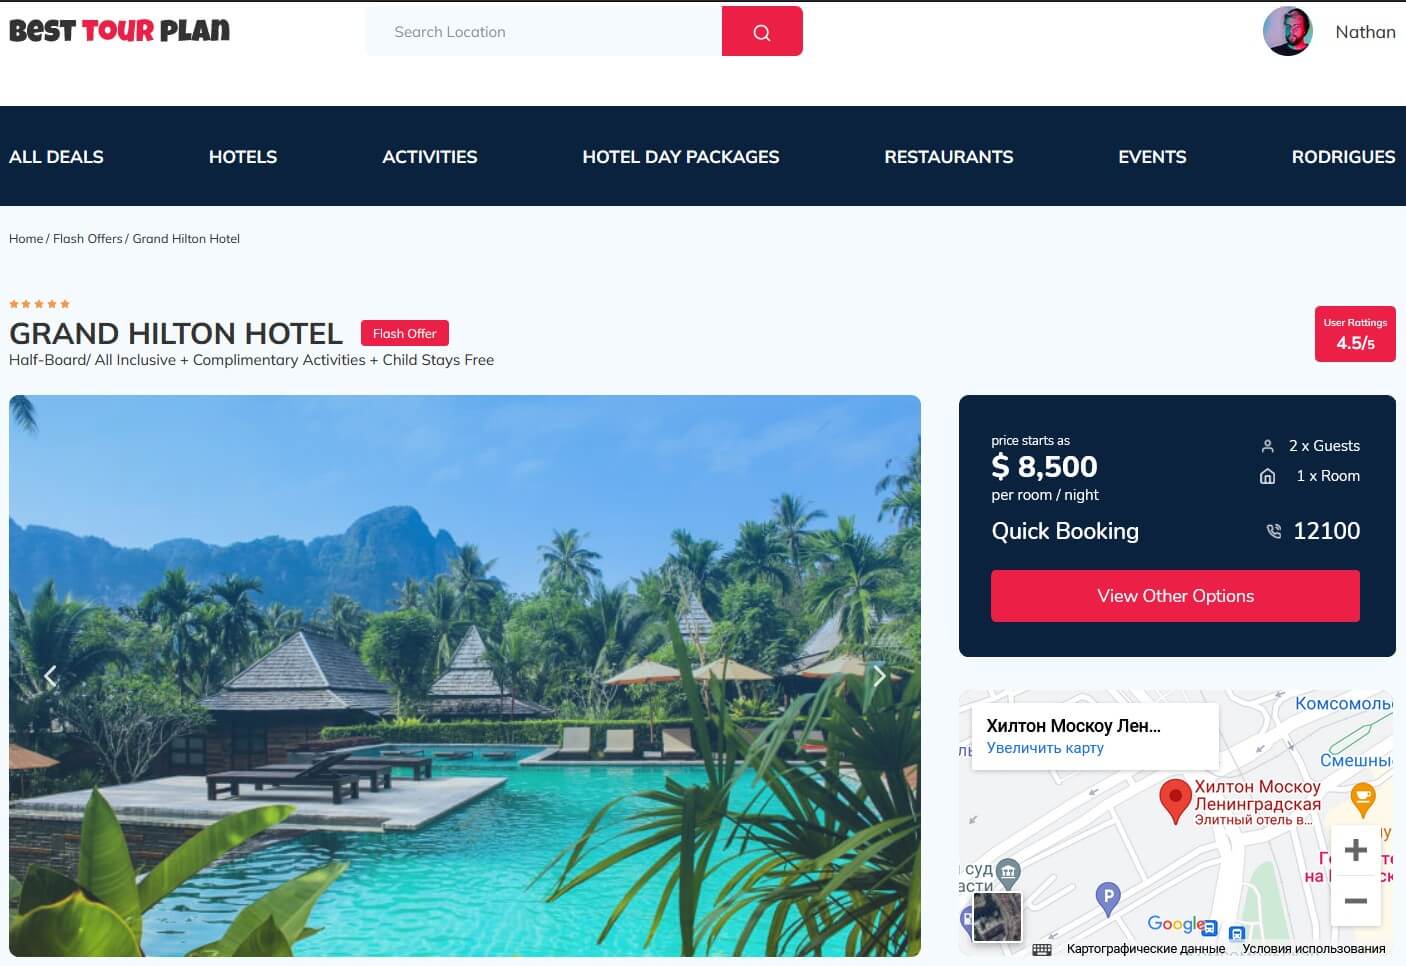 BEST TOUR PLAN
Search Location
Nathan
ALL DEALS
HOTELS
ACTIVITIES
HOTEL DAY PACKAGES
RESTAURANTS
EVENTS
RODRIGUES
Home / Flash Offers / Grand Hilton Hotel
GRAND HILTON HOTEL
Flash Offer
Half-Board/ All Inclusive + Complimentary Activities + Child Stays Free
User Rattings
4.5/5
price starts as
$ 8,500
per room / night
2 x Guests
1 x Room
Quick Booking
12100
View Other Options
Хилтон Москоу Лен...
Увеличить карту
Хилтон Москоу
Ленинградская
Элитный отель в...
суд
P
Google
Картографические данные
Условия использования